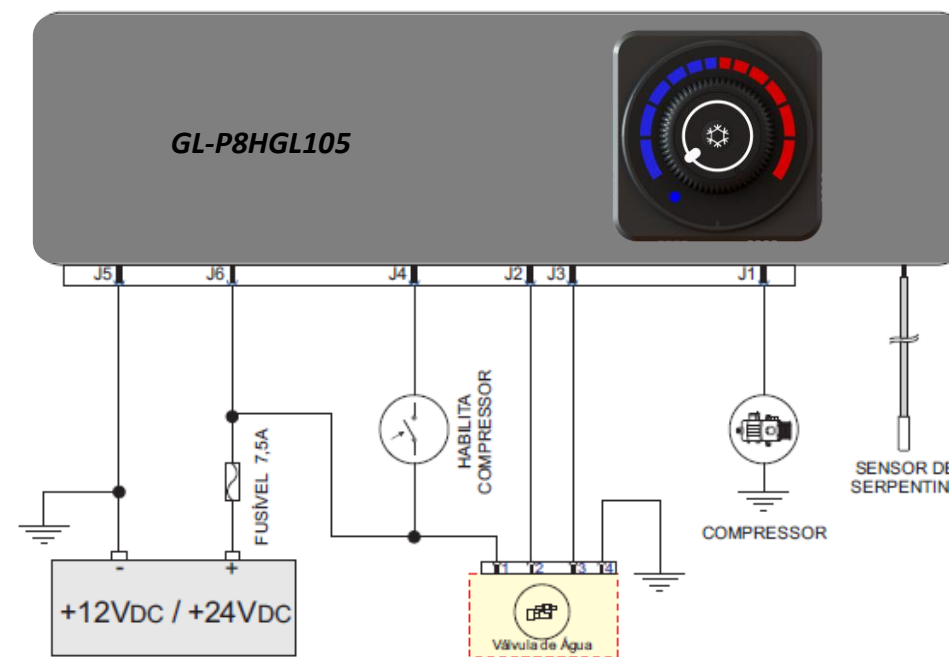 GL-P8HGL105
J5
J6
J4
J2
J3
J1
HABILITA
COMPRESSOR
FUSÍVEL 7,5A
SENSOR DE
SERPENTIN
COMPRESSOR
- +
+12VDC / +24VDC
1 2 3 4
Válvula de Água